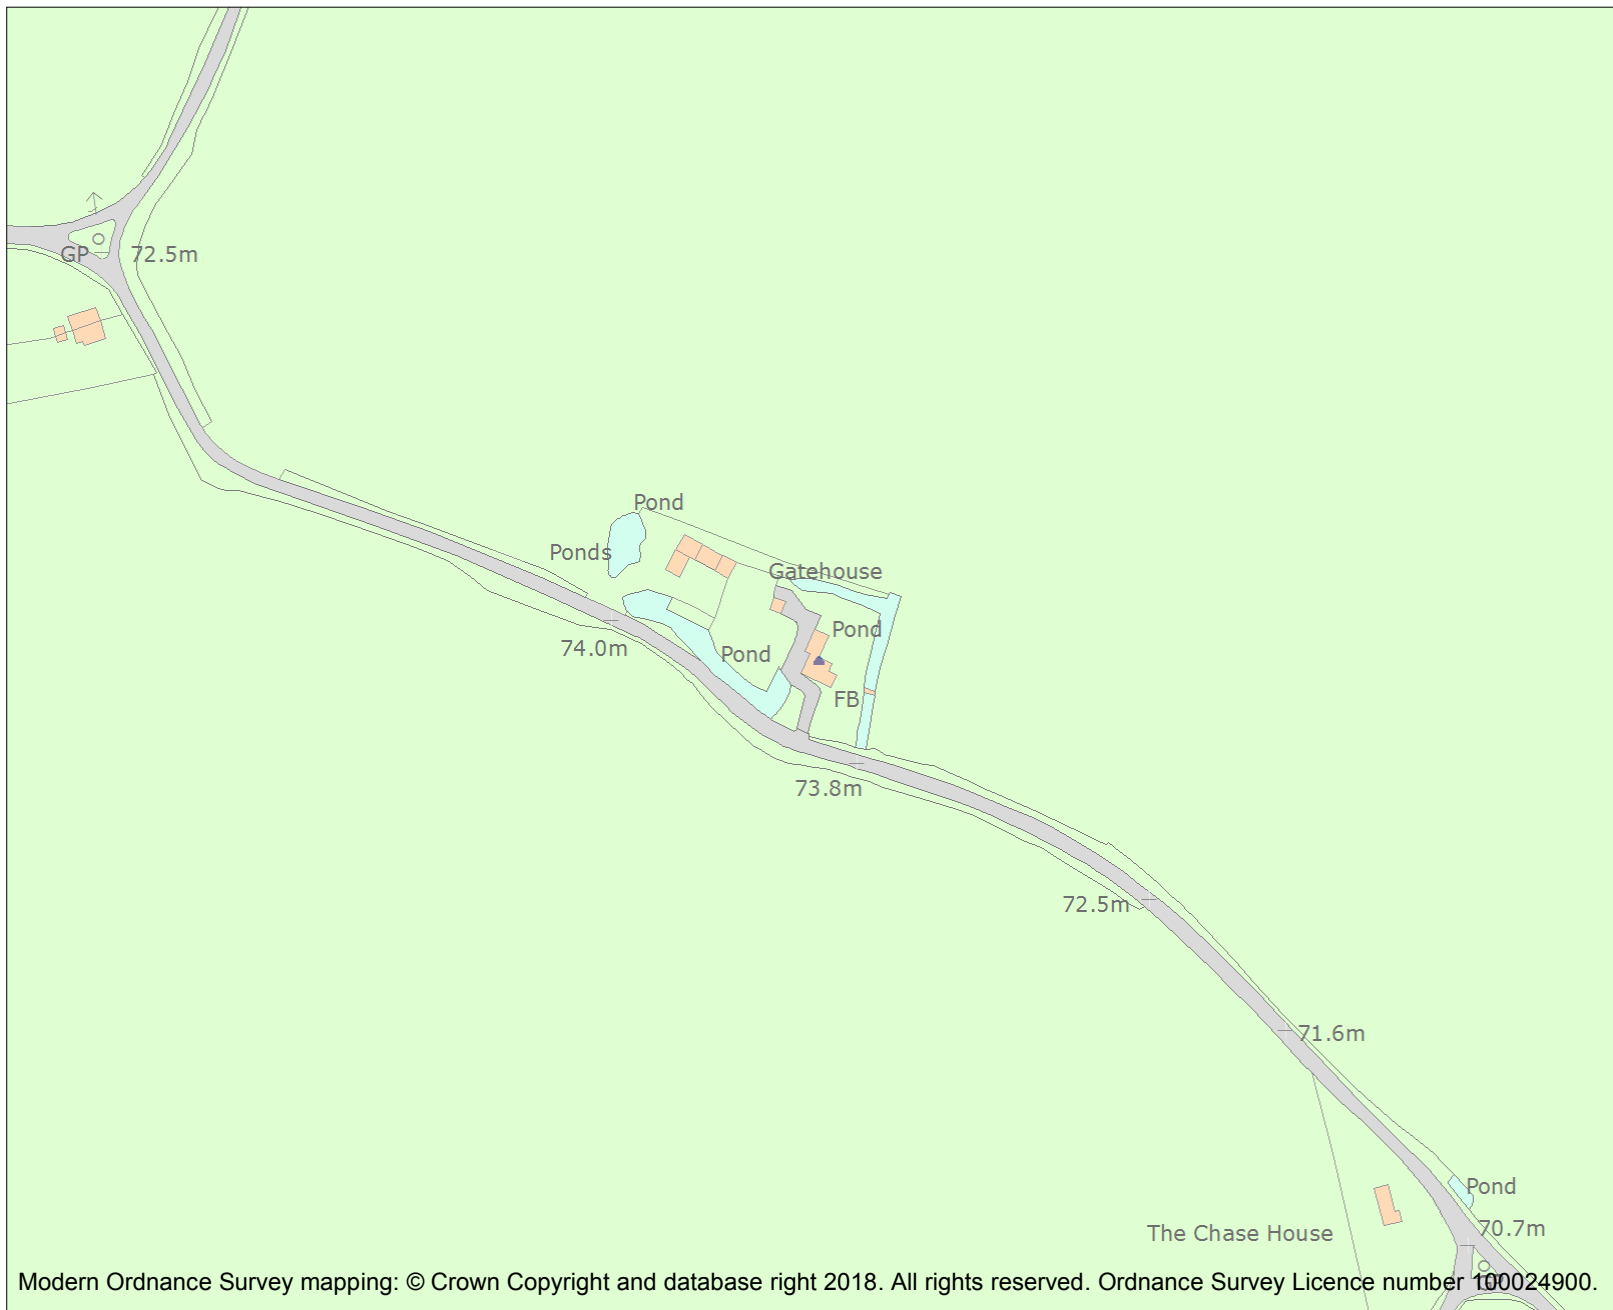 GP
72.5m
Pond
Ponds
Gatehouse
Pond
74.0m
Pond
FB
73.8m
72.5m
71.6m
Pond
70.7m
The Chase House
GP
Modern Ordnance Survey mapping: © Crown Copyright and database right 2018. All rights reserved. Ordnance Survey Licence number 100024900.